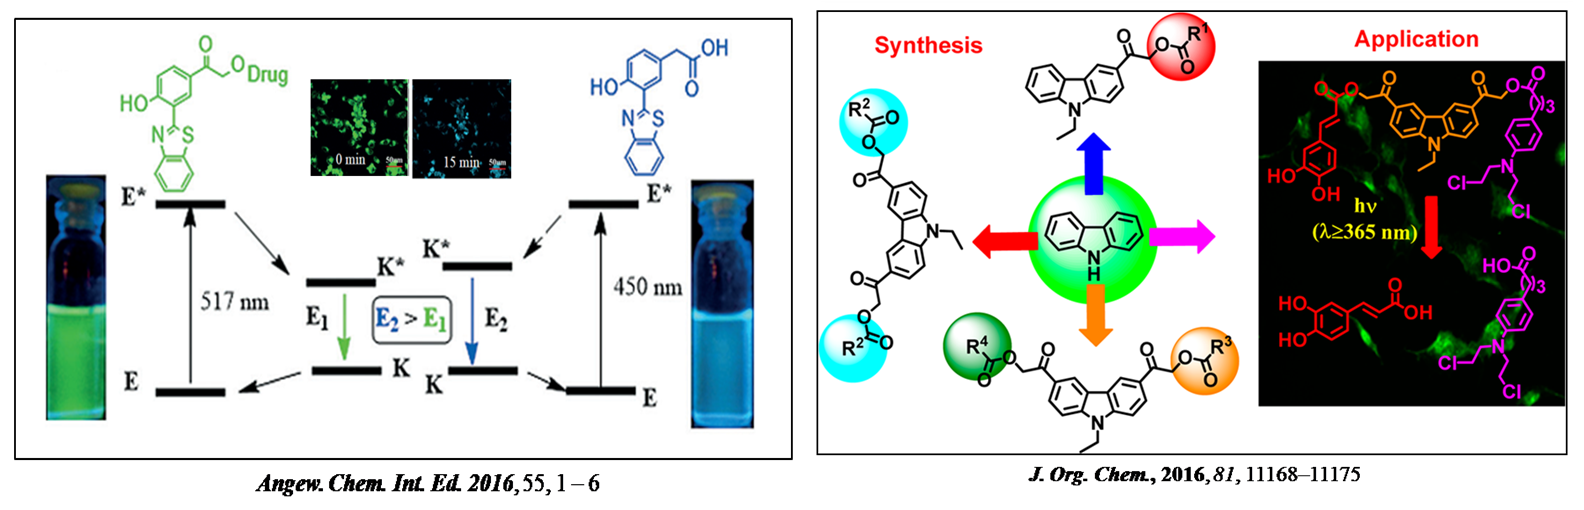 O
O
Drug
HO
N
S
0 min
50μm
15 min
50μm
O
OH
HO
N
S
E*
E*
K*
K*
517 nm
E₁
E₂ > E₁
E₂
450 nm
E
K
K
E
Angew. Chem. Int. Ed. 2016, 55, 1 – 6
Synthesis
O
O
R¹
O
N
R²
O
O
O
N
O
O
O
R²
N
H
R⁴
O
O
O
O
O
R³
O
N
Application
O
O
O
O
O
O
3
N
HO
OH
Cl
N
Cl
hν
(λ≥365 nm)
HO
HO
O
OH
HO
O
3
N
Cl
Cl
J. Org. Chem., 2016, 81, 11168–11175